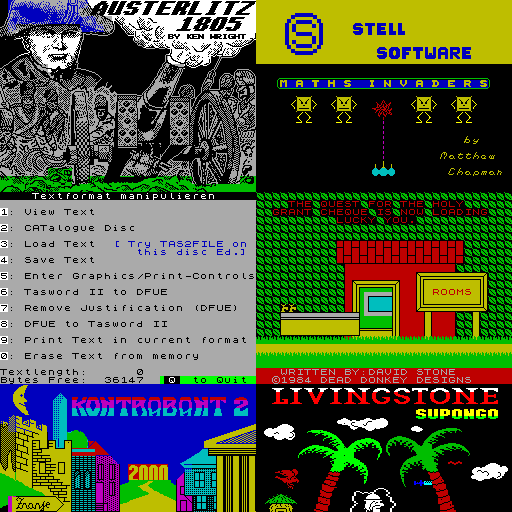 AUSTERLITZ
1805
BY KEN WRIGHT
STELL
SOFTWARE
MATHS INVADERS
by
Matthew
Chapman
Textformat manipulieren
1: View Text
2: CATalogue Disc
3: Load Text [ Try TAS2FILE on
this disc Ed.]
4: Save Text
5: Enter Graphics/Print-Controls
6: Tasword II to DFUE
7: Remove Justification (DFUE)
8: DFUE to Tasword II
9: Print Text in current format
0: Erase Text from memory
Textlength: 0
Bytes Free: 36147 Q to Quit
THE QUEST FOR THE HOLY
GRANT CHEQUE IS NOW LOADING
LUCKY YOU.
ROOMS
WRITTEN BY:DAVID STONE
©1984 DEAD DONKEY DESIGNS
KONTRABANT 2
2000
Znanje
LIVINGSTONE
SUPONGO